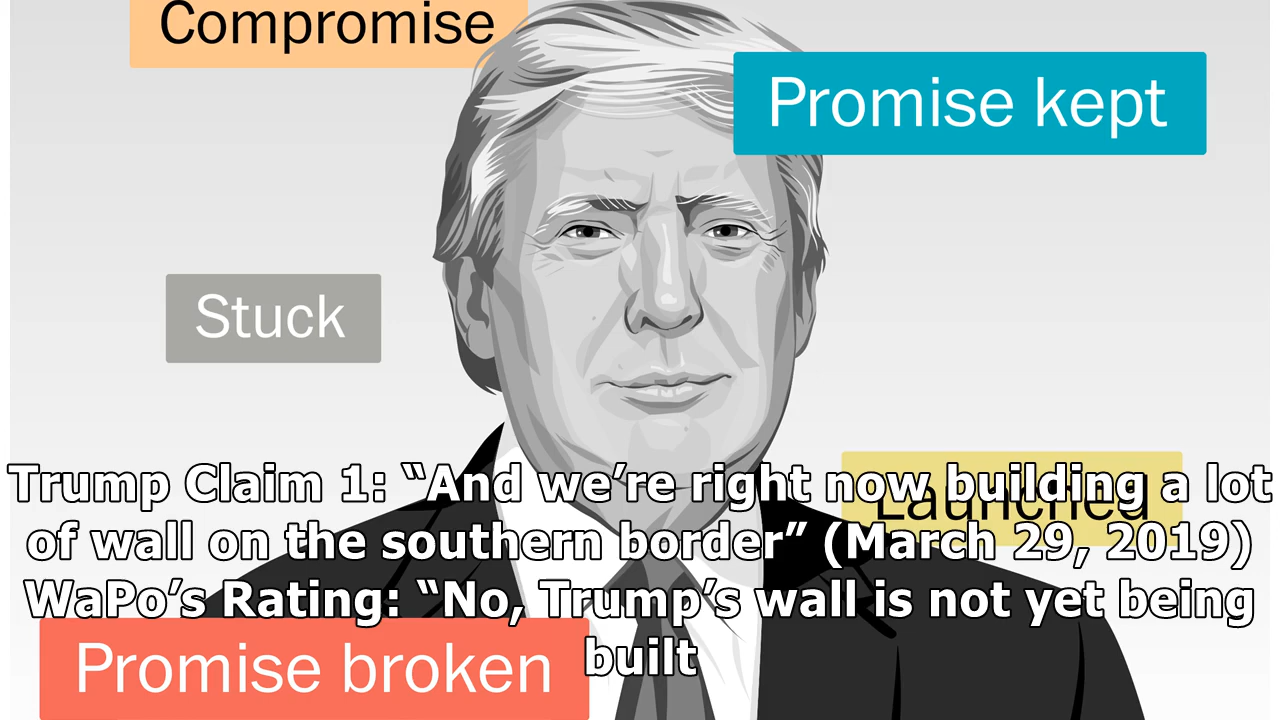 Compromise
Promise kept
Stuck
Launched
Trump Claim 1: “And we’re right now building a lot
of wall on the southern border” (March 29, 2019)
WaPo’s Rating: “No, Trump’s wall is not yet being
built
Promise broken